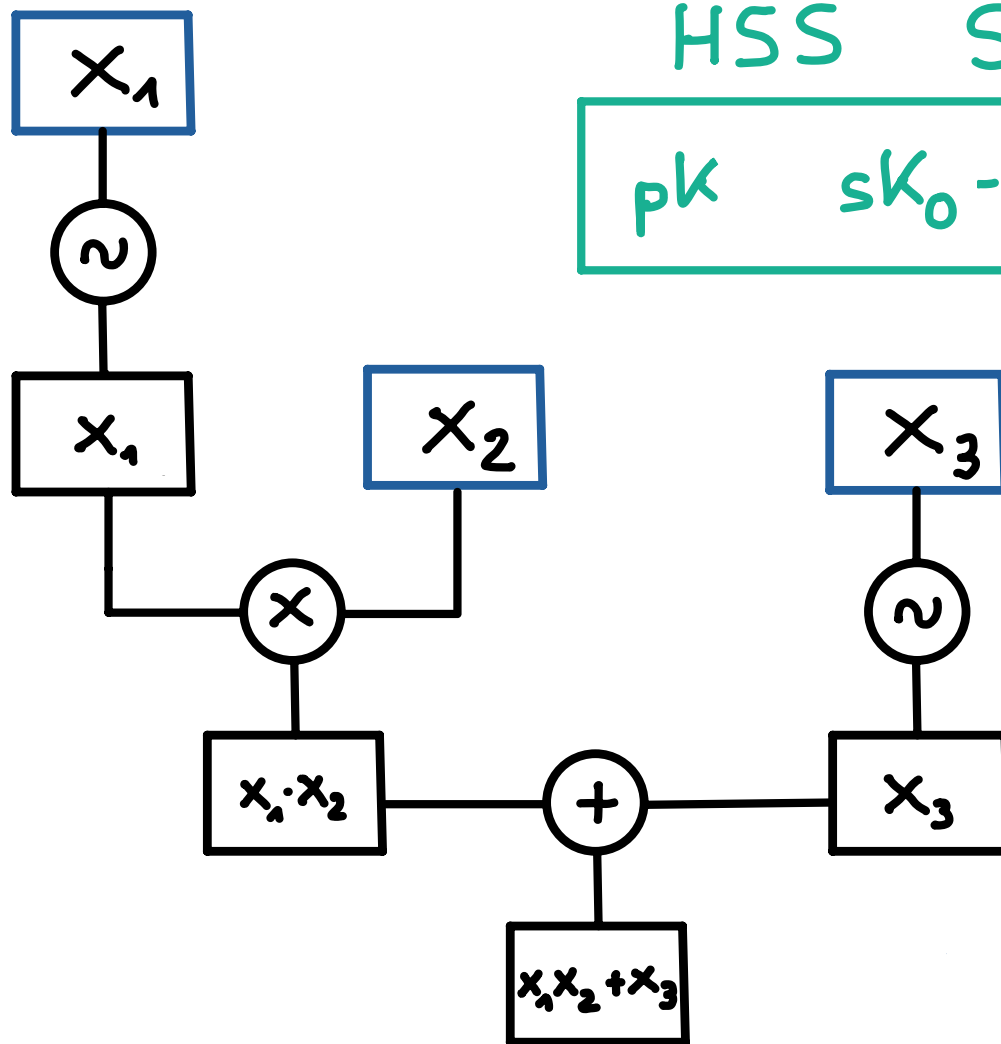 HSS S
X₁
pK sK₀ -
~
X₁
X₂
X₃
×
~
x₁·x₂
+
X₃
x₁x₂+x₃